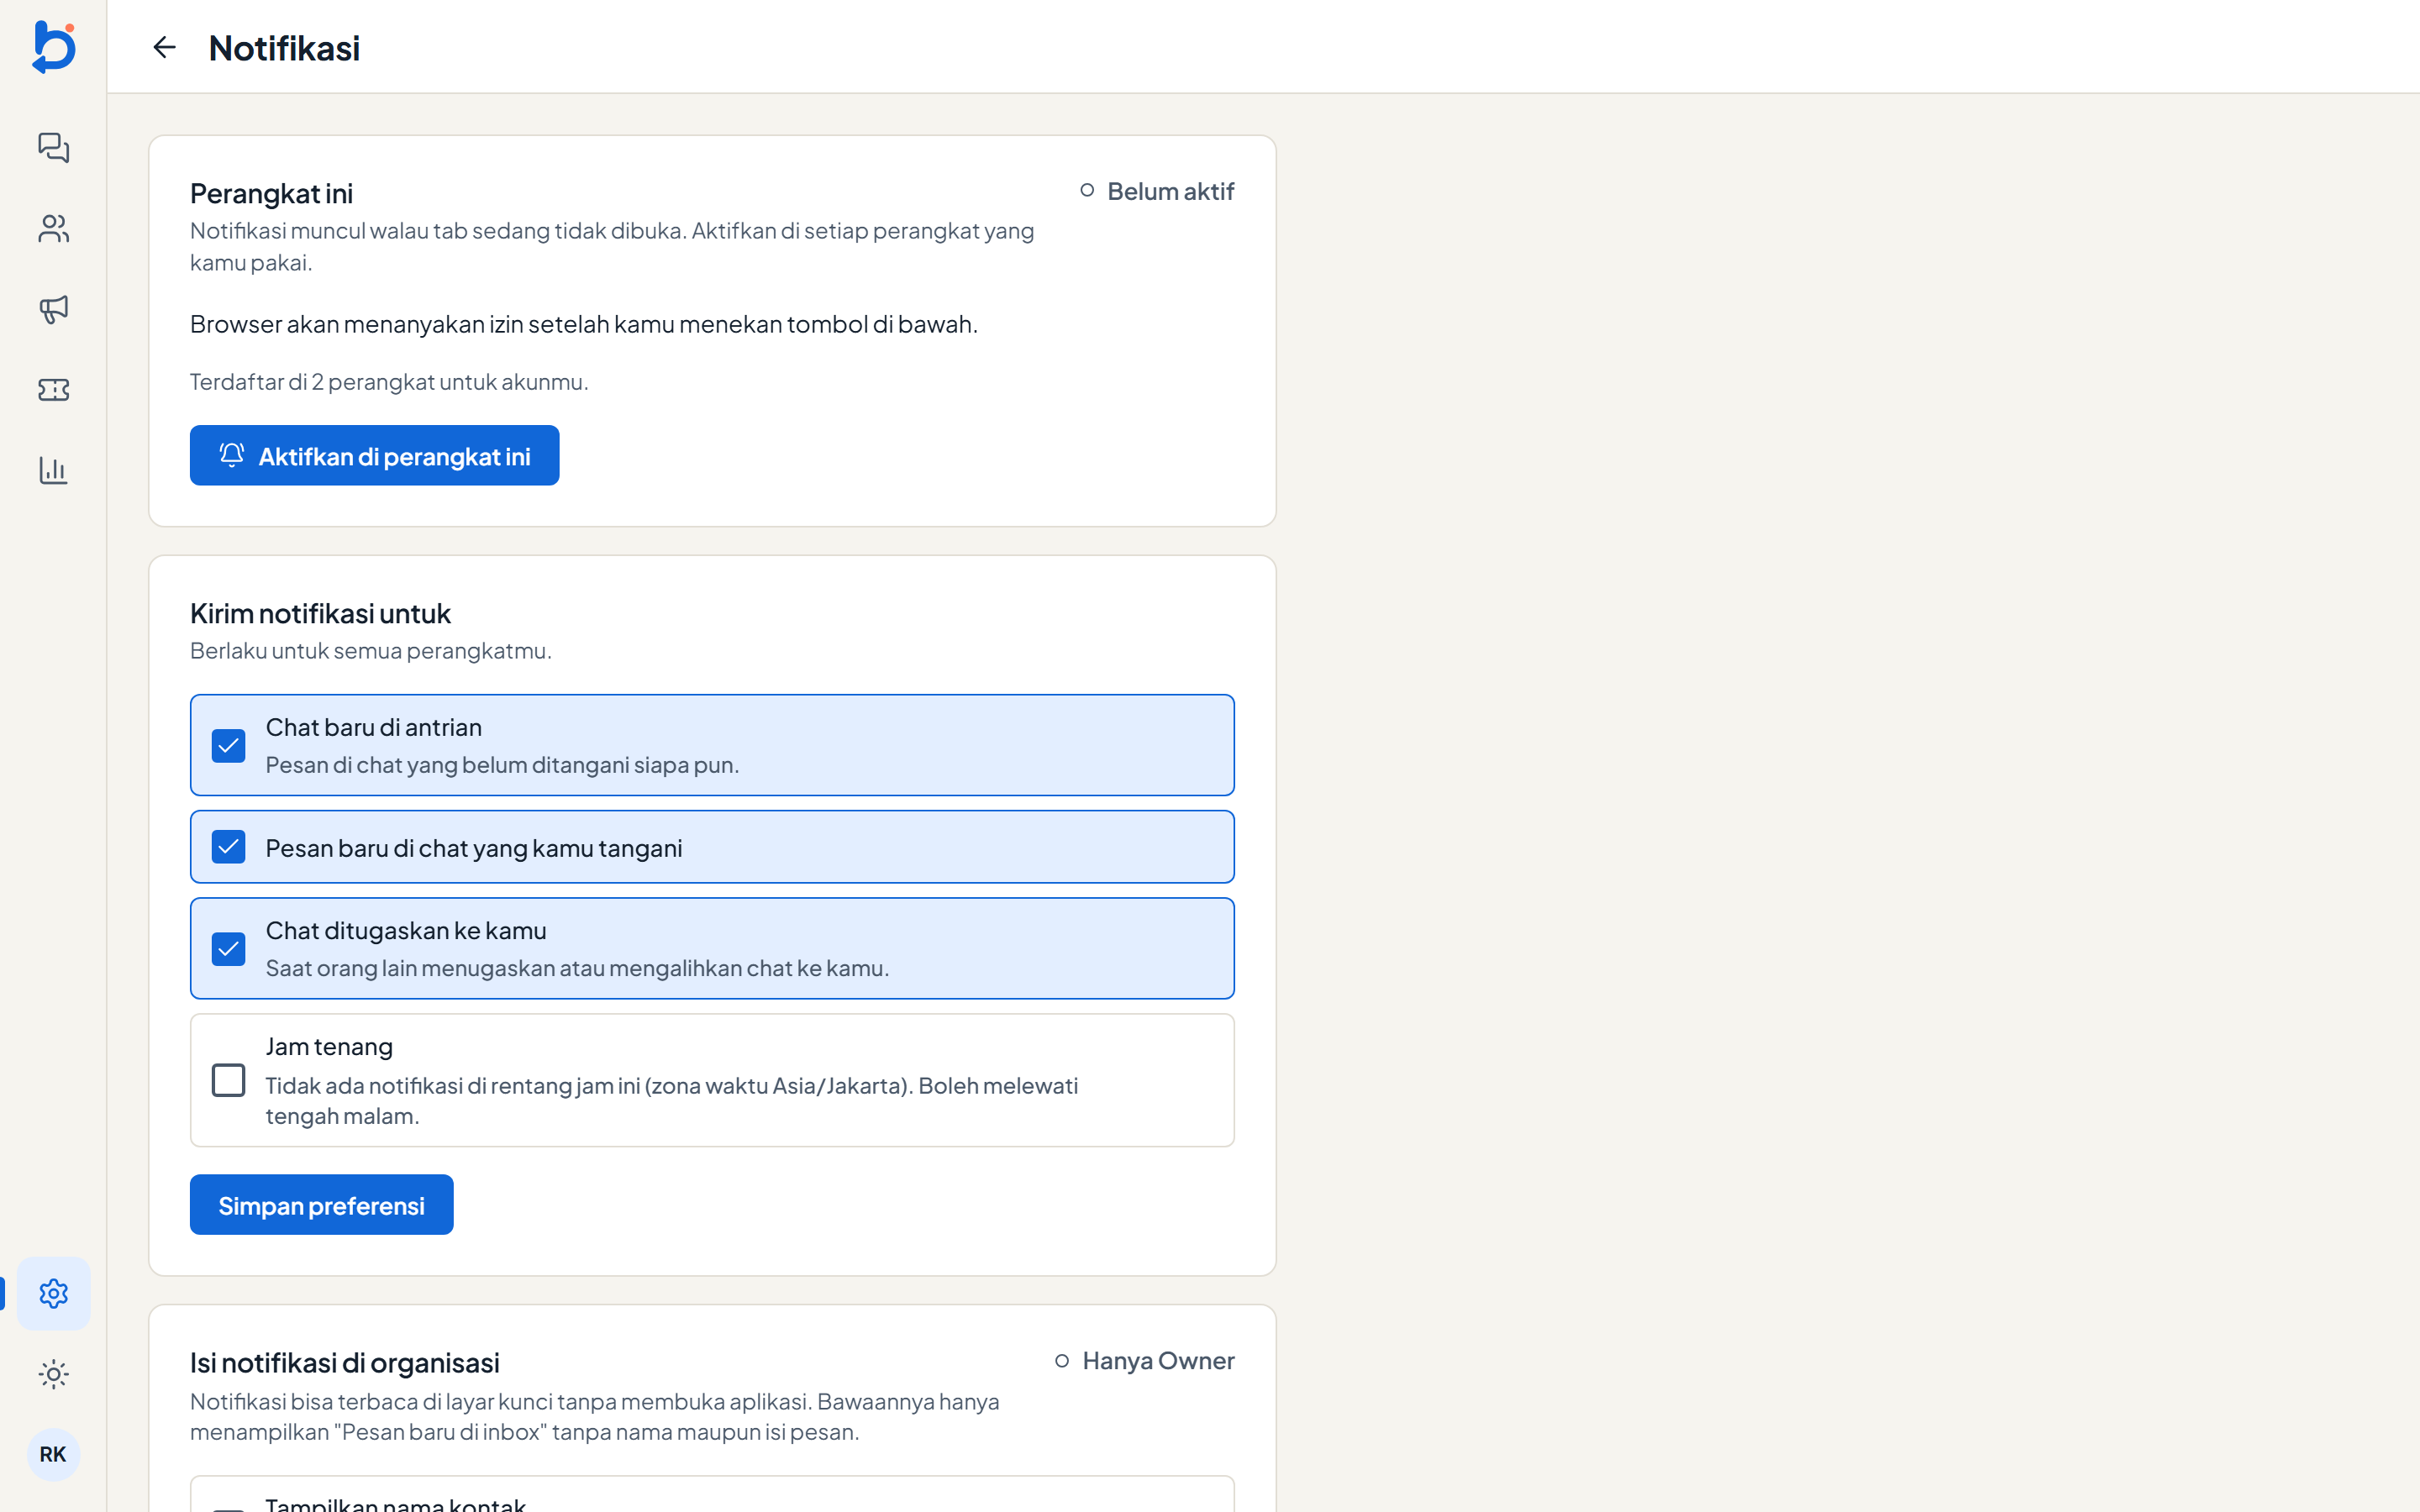 Notifikasi
Perangkat ini
Belum aktif
Notifikasi muncul walau tab sedang tidak dibuka. Aktifkan di setiap perangkat yang
kamu pakai.
Browser akan menanyakan izin setelah kamu menekan tombol di bawah.
Terdaftar di 2 perangkat untuk akunmu.
Aktifkan di perangkat ini
Kirim notifikasi untuk
Berlaku untuk semua perangkatmu.
Chat baru di antrian
Pesan di chat yang belum ditangani siapa pun.
Pesan baru di chat yang kamu tangani
Chat ditugaskan ke kamu
Saat orang lain menugaskan atau mengalihkan chat ke kamu.
Jam tenang
Tidak ada notifikasi di rentang jam ini (zona waktu Asia/Jakarta). Boleh melewati
tengah malam.
Simpan preferensi
Isi notifikasi di organisasi
Hanya Owner
Notifikasi bisa terbaca di layar kunci tanpa membuka aplikasi. Bawaannya hanya
menampilkan "Pesan baru di inbox" tanpa nama maupun isi pesan.
Tampilkan nama kontak
RK